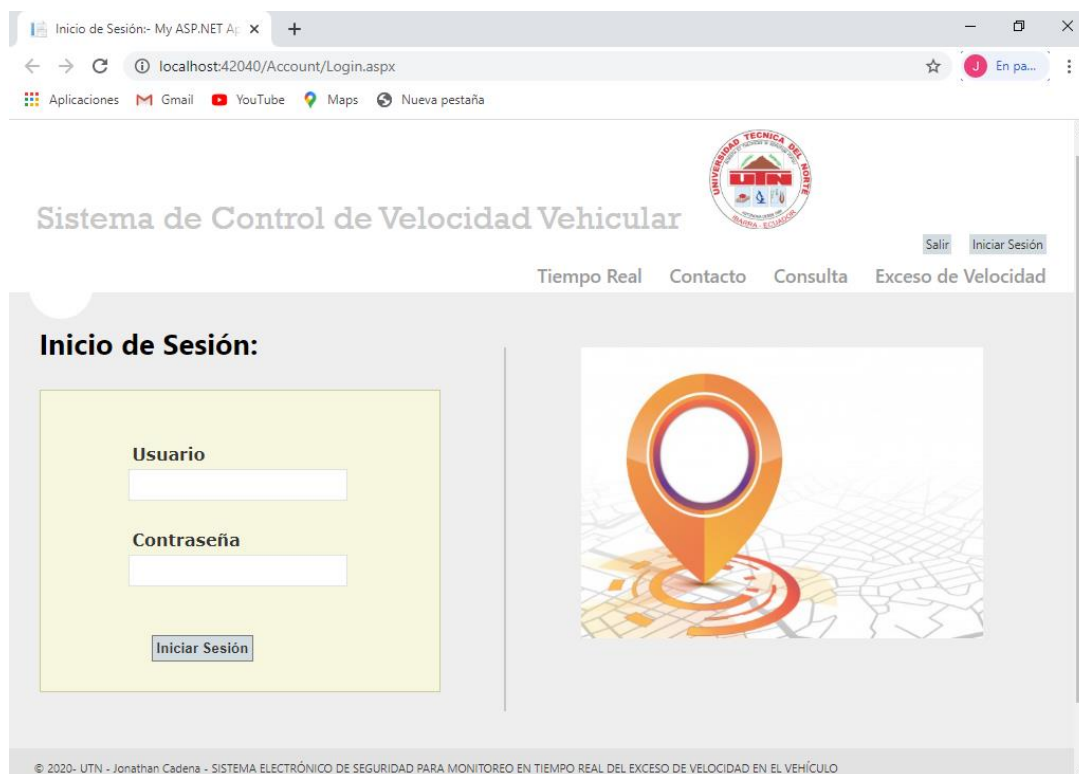 Inicio de Sesión:- My ASP.NET Ap
localhost:42040/Account/Login.aspx
J
En pa...
Aplicaciones
Gmail
YouTube
Maps
Nueva pestaña
UNIVERSIDAD TECNICA DEL NORTE
UTN
IBARRA - ECUADOR
Sistema de Control de Velocidad Vehicular
Salir
Iniciar Sesión
Tiempo Real
Contacto
Consulta
Exceso de Velocidad
Inicio de Sesión:
Usuario
Contraseña
Iniciar Sesión
© 2020- UTN - Jonathan Cadena - SISTEMA ELECTRÓNICO DE SEGURIDAD PARA MONITOREO EN TIEMPO REAL DEL EXCESO DE VELOCIDAD EN EL VEHÍCULO